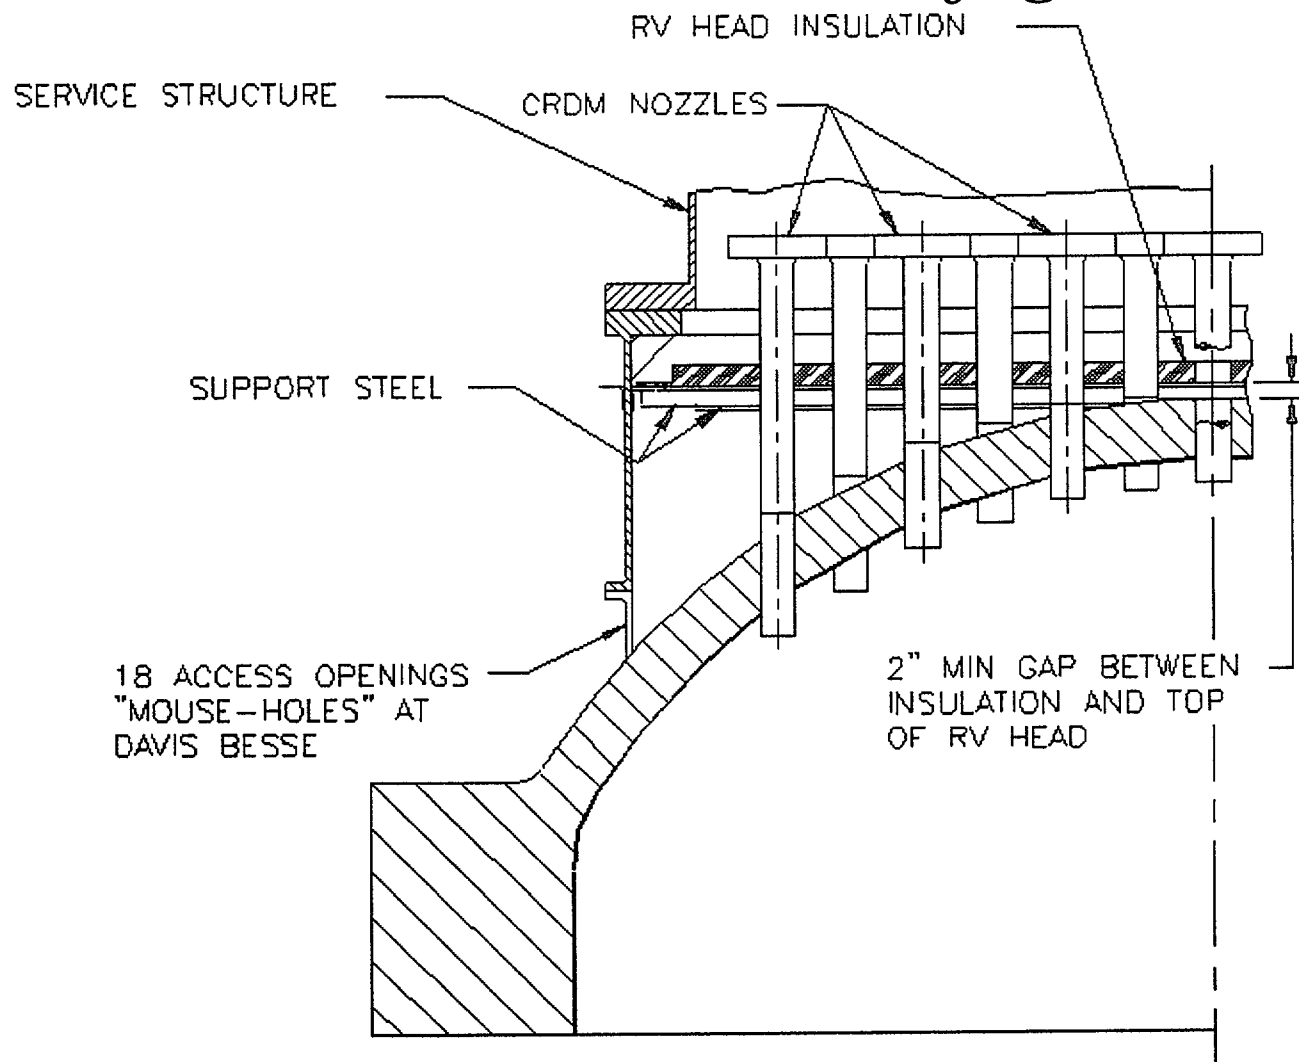 RV HEAD INSULATION
SERVICE STRUCTURE
CRDM NOZZLES
SUPPORT STEEL
18 ACCESS OPENINGS
"MOUSE-HOLES" AT
DAVIS BESSE
2" MIN GAP BETWEEN
INSULATION AND TOP
OF RV HEAD